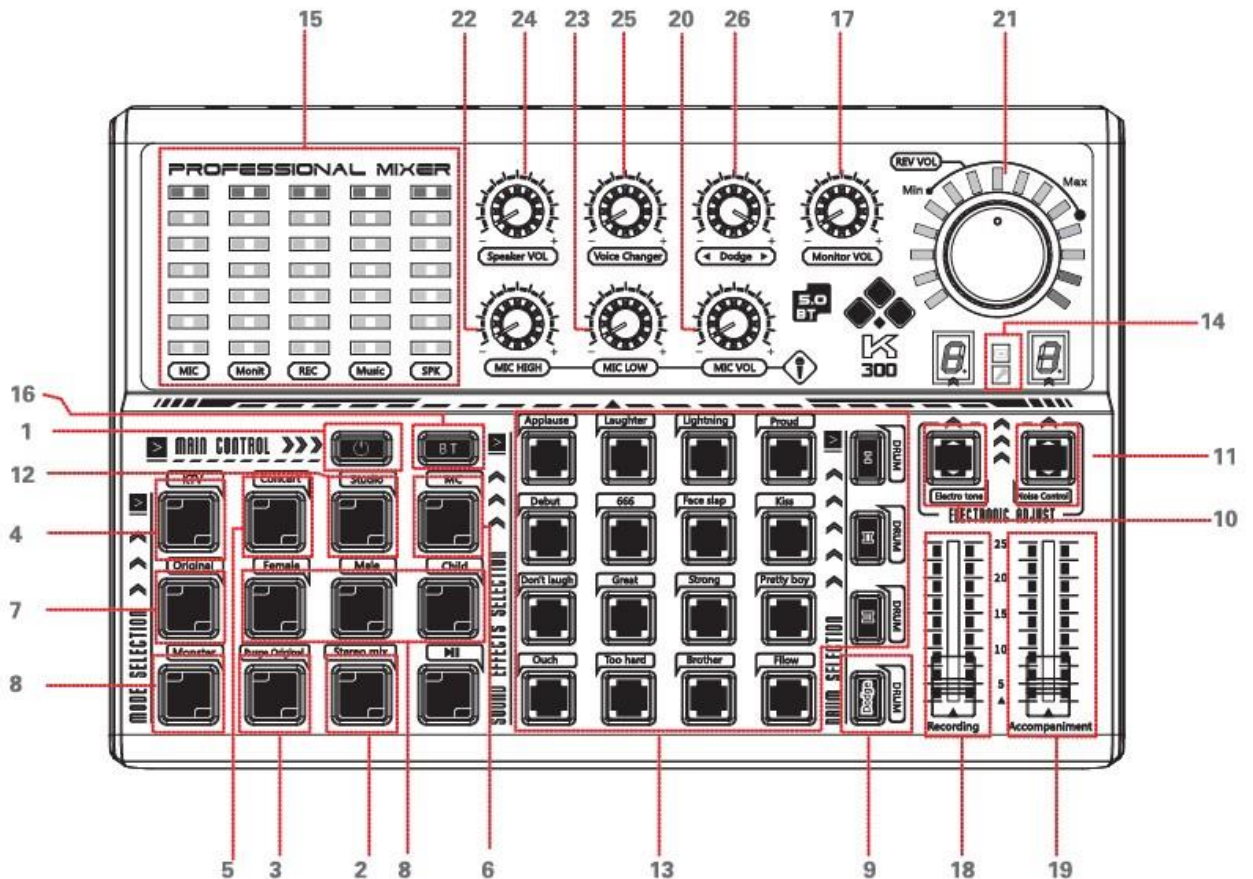 15 22 24 23 25 20 26 17 21
PROFESSIONAL MIXER
REV VOL
Min
Max
- + - + - + - +
Speaker VOL Voice Changer ◄ Dodge ► Monitor VOL
5.0
BT
- + - + - +
MIC HIGH MIC LOW MIC VOL
K
300
14
MIC Monit REC Music SPK
16
1
12
4
7
8
MAIN CONTROL
BT
KTV Concert Studio MC
Original Female Male Child
Monster Purge Original Stereo mix
MODE SELECTION
SOUND EFFECTS SELECTION
Applause Laughter Lightning Proud
Debut 666 Face slap Kiss
Don't laugh Great Strong Pretty boy
Ouch Too hard Brother Fllow
DRUM SELECTION
DRUM
II DRUM
III DRUM
Dodge DRUM
Electro tone Noise Control
ELECTRONIC ADJUST
11
10
25
20
15
10
5
Recording Accompaniment
5 3 2 8 6 13 9 18 19